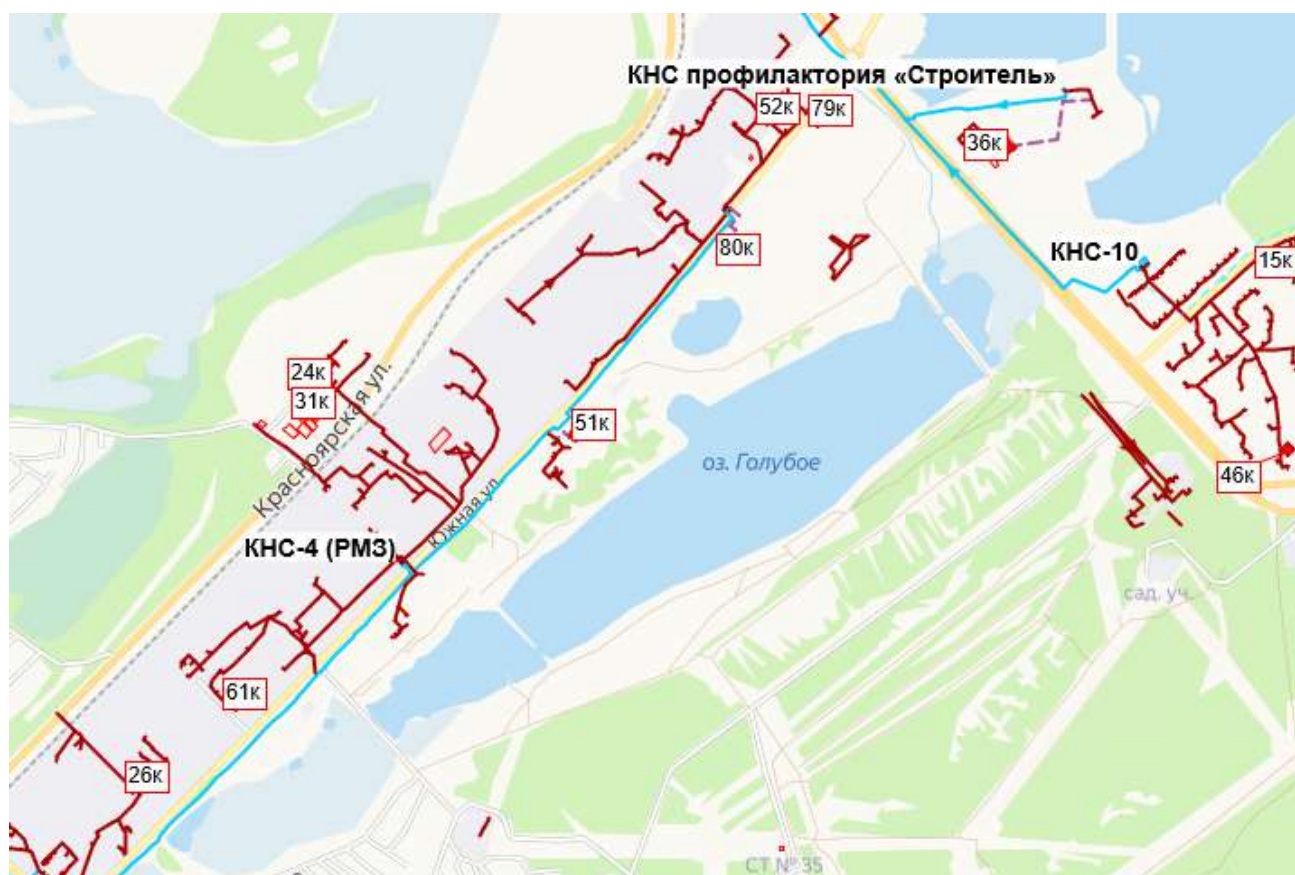 КНС профилактория «Строитель»
52к
79к
36к
80к
КНС-10
15к
24к
31к
Красноярская ул.
51к
оз. Голубое
46к
Южная ул.
КНС-4 (РМЗ)
сад. уч.
61к
26к
СТ № 35